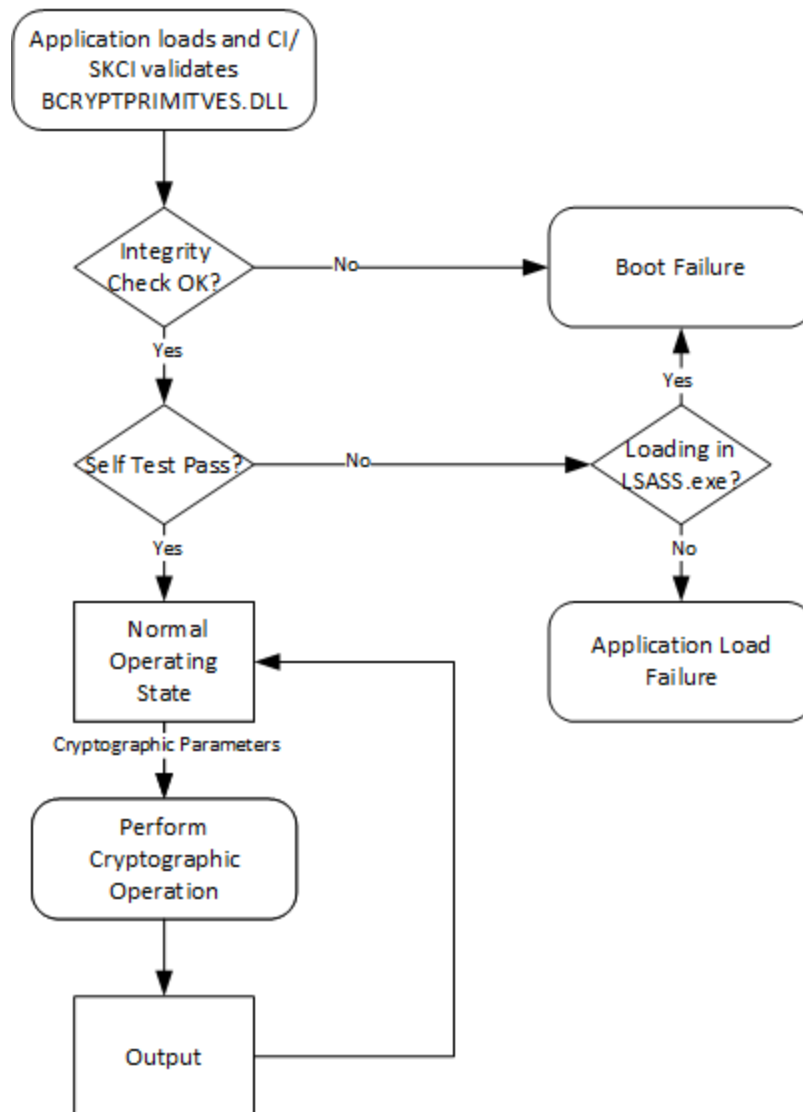 Application loads and CI/
SKCI validates
BCRYPTPRIMITVES.DLL
Integrity
Check OK?
No
Boot Failure
Yes
Yes
Self Test Pass?
No
Loading in
LSASS.exe?
Yes
No
Normal
Operating
State
Application Load
Failure
Cryptographic Parameters
Perform
Cryptographic
Operation
Output